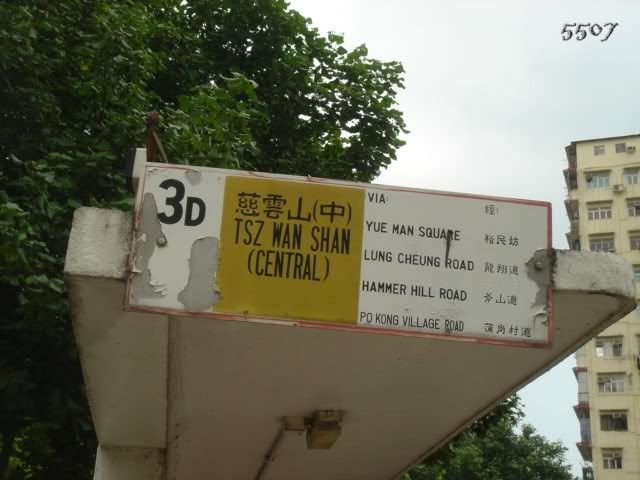 5507
3D
慈雲山(中)
TSZ WAN SHAN
(CENTRAL)
VIA: 經:
YUE MAN SQUARE 裕民坊
LUNG CHEUNG ROAD 龍翔道
HAMMER HILL ROAD 斧山道
PO KONG VILLAGE ROAD 蒲崗村道